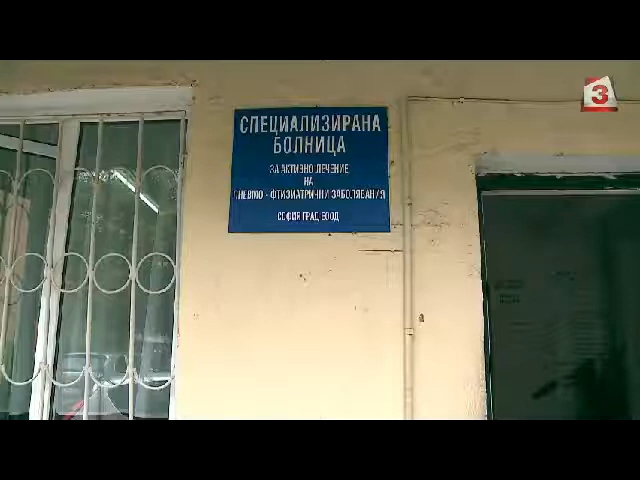 СПЕЦИАЛИЗИРАНА
БОЛНИЦА
ЗА АКТИВНО ЛЕЧЕНИЕ
НА
ПНЕВМО - ФТИЗИАТРИЧНИ ЗАБОЛЯВАНИЯ
СОФИЯ ГРАД, ЕООД
3